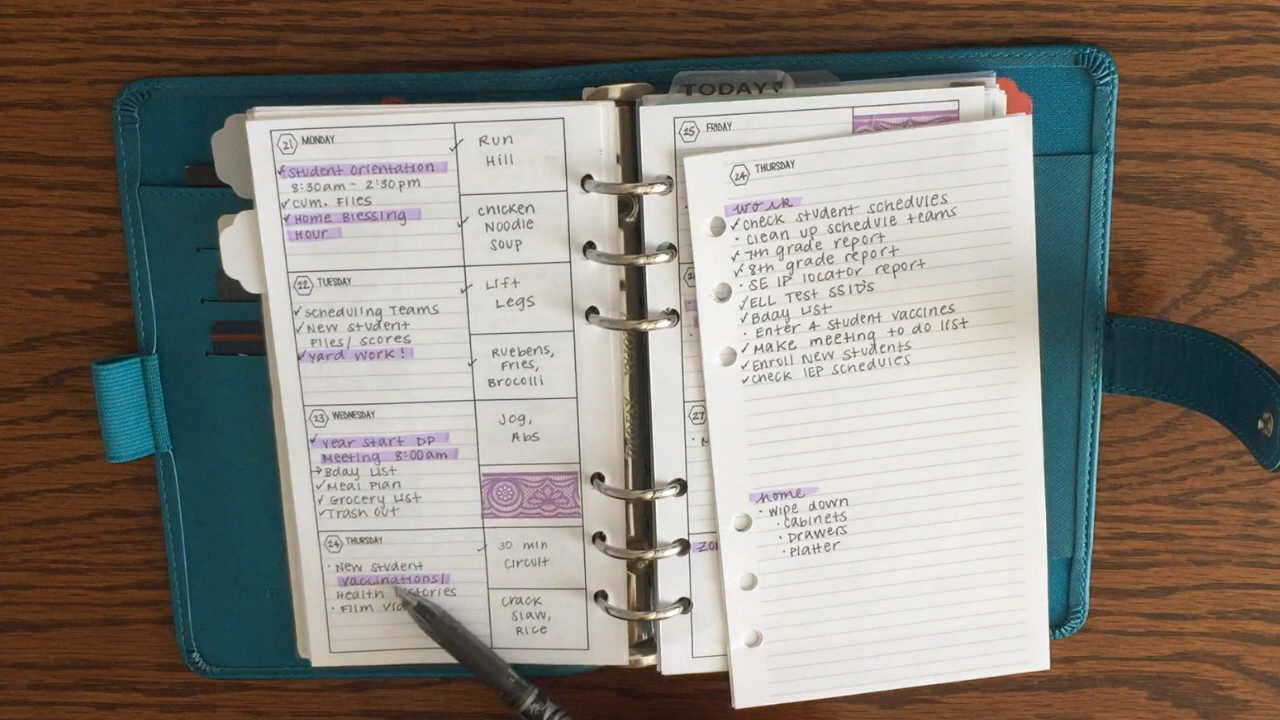 TODAY
21 MONDAY
✓ Student Orientation
8:30am - 2:30pm
✓ Cum. Files
✓ Home Blessing
Hour
✓ Run
Hill
✓ Chicken
Noodle
Soup
22 TUESDAY
✓ Scheduling Teams
✓ New Student
Files/Scores
✓ Yard Work!
✓ Lift
Legs
✓ Ruebens,
Fries,
Brocolli
23 WEDNESDAY
✓ Year Start DP
Meeting 8:00am
→ Bday List
✓ Meal Plan
✓ Grocery List
✓ Trash Out
Jog,
Abs
24 THURSDAY
· New Student
Vaccinations/
Health
· Film
✓ 30 min
Circuit
Crack
Slaw,
Rice
25 FRIDAY
27
24 THURSDAY
work
✓ Check student schedules
· Clean up schedule teams
✓ 7th grade report
✓ 8th grade report
· SEIP locator report
✓ ELL Test SSID's
✓ Bday List
· Enter 4 student vaccines
✓ Make meeting to do list
✓ Enroll New students
✓ Check IEP schedules
home
· Wipe down
· Cabinets
· Drawers
· Platter